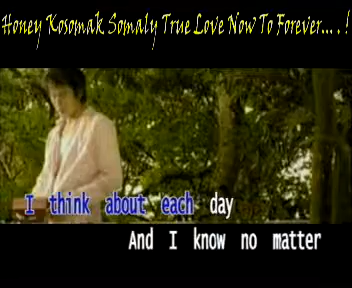 Honey Kosomak Somaly True Love Now To Forever... . !
I think about each day
And I know no matter